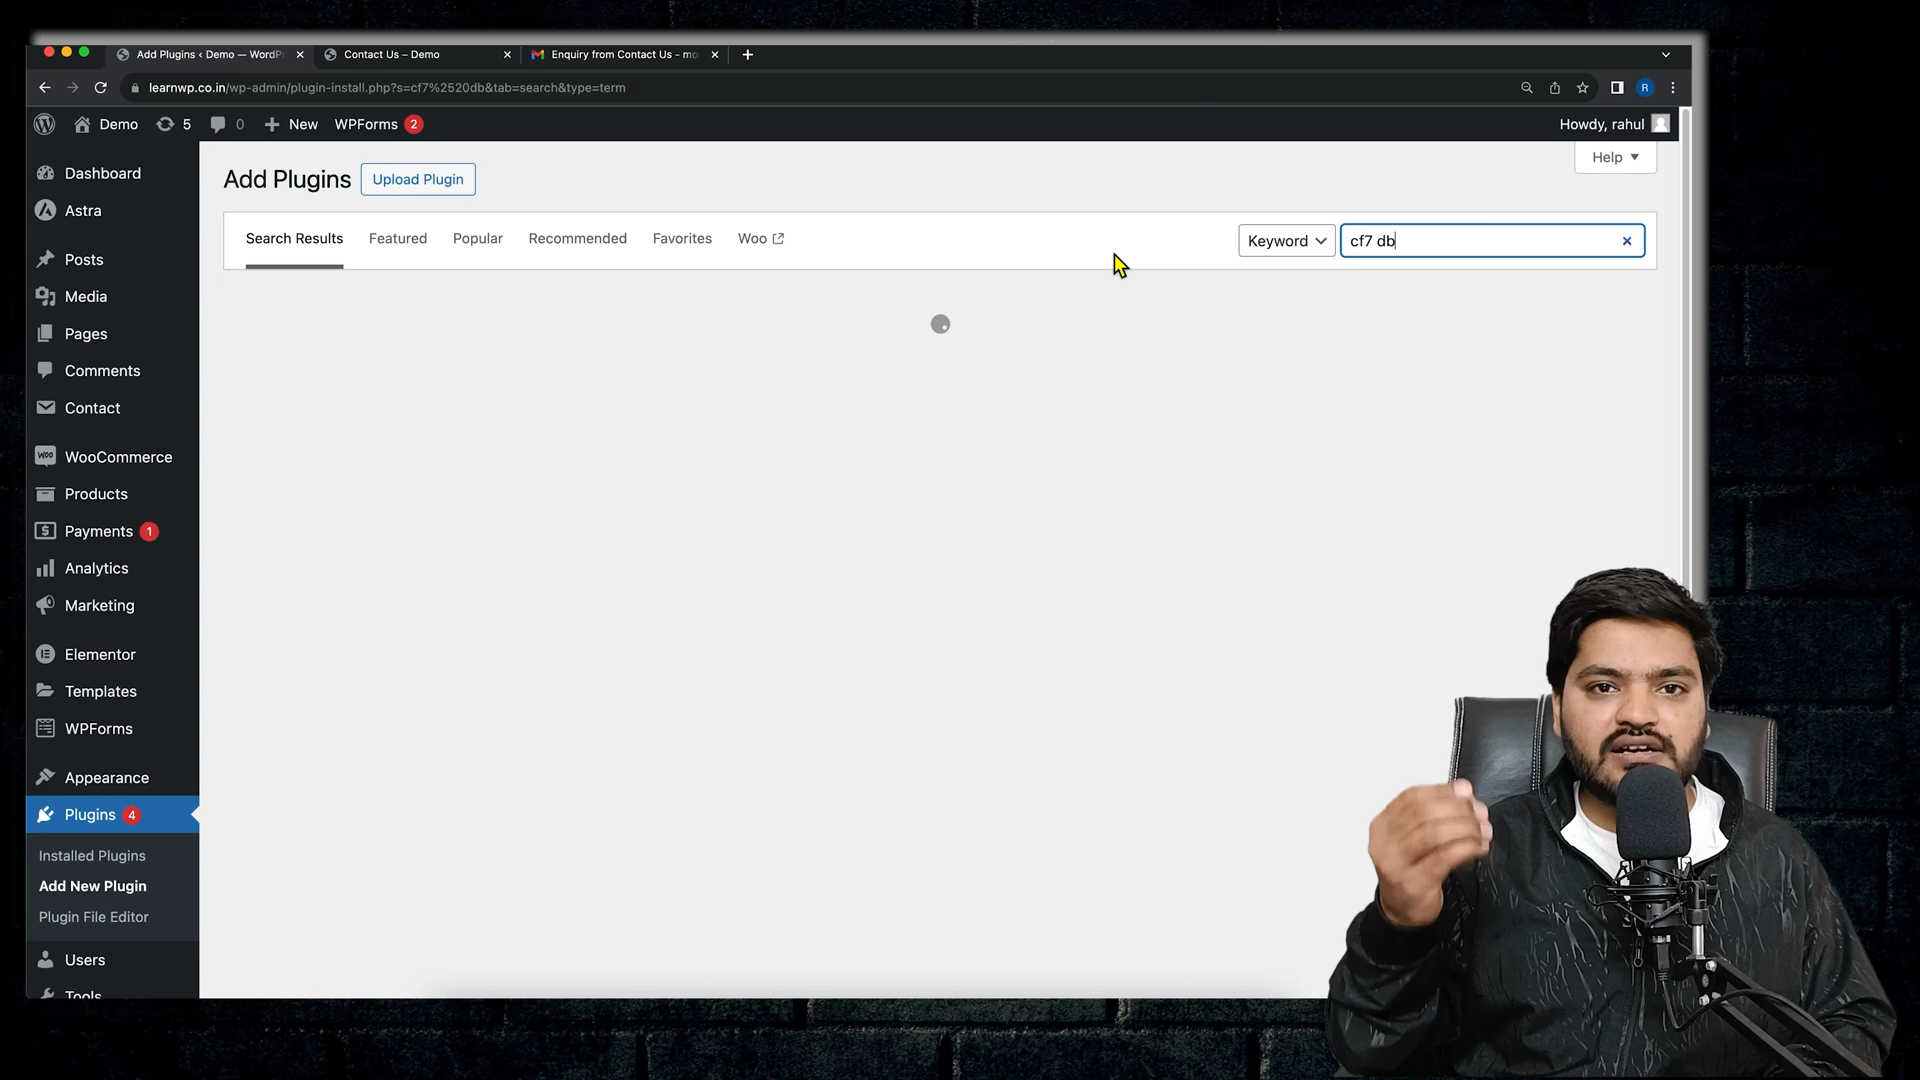 Add Plugins ‹ Demo — WordPr
Contact Us – Demo
Enquiry from Contact Us - mo
learnwp.co.in/wp-admin/plugin-install.php?s=cf7%2520db&tab=search&type=term
R
Demo
5
0
New
WPForms 2
Howdy, rahul
Help
Dashboard
Astra
Posts
Media
Pages
Comments
Contact
WooCommerce
Products
Payments 1
Analytics
Marketing
Elementor
Templates
WPForms
Appearance
Plugins 4
Installed Plugins
Add New Plugin
Plugin File Editor
Users
Tools
Add Plugins
Upload Plugin
Search Results
Featured
Popular
Recommended
Favorites
Woo
Keyword
cf7 db